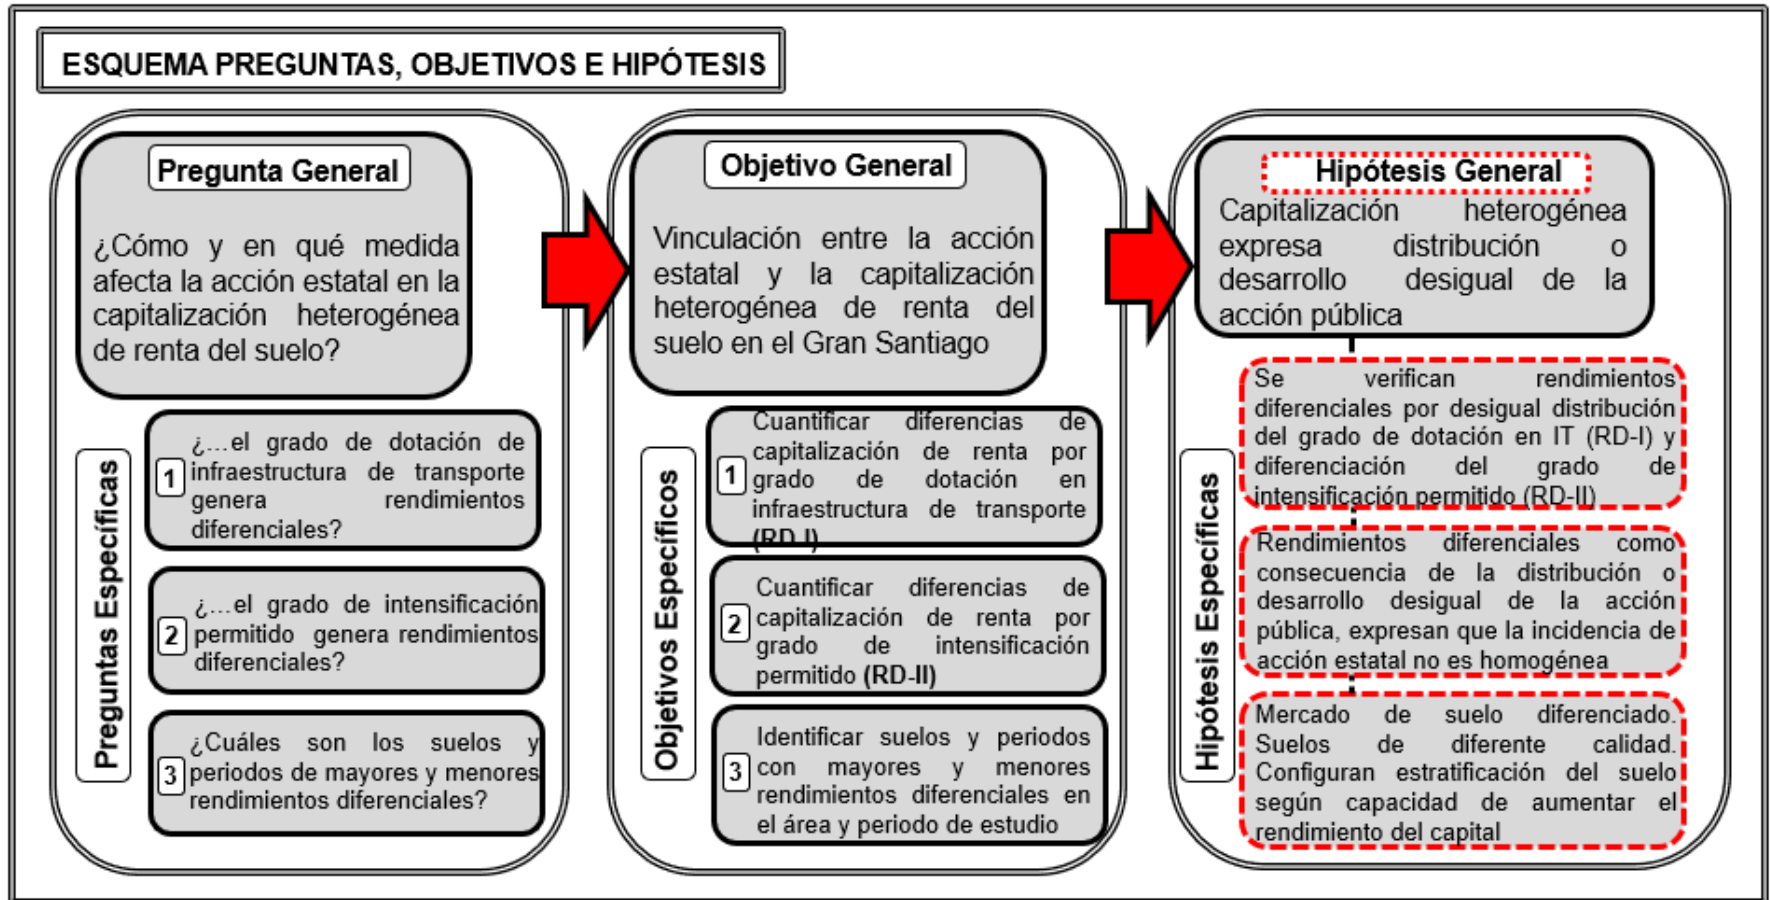 ESQUEMA PREGUNTAS, OBJETIVOS E HIPÓTESIS
Pregunta General
¿Cómo y en qué medida
afecta la acción estatal en la
capitalización heterogénea
de renta del suelo?
Preguntas Específicas
1
¿…el grado de dotación de
infraestructura de transporte
genera rendimientos
diferenciales?
2
¿…el grado de intensificación
permitido genera rendimientos
diferenciales?
3
¿Cuáles son los suelos y
periodos de mayores y menores
rendimientos diferenciales?
Objetivo General
Vinculación entre la acción
estatal y la capitalización
heterogénea de renta del
suelo en el Gran Santiago
Objetivos Específicos
1
Cuantificar diferencias de
capitalización de renta por
grado de dotación en
infraestructura de transporte
(RD-I)
2
Cuantificar diferencias de
capitalización de renta por
grado de intensificación
permitido (RD-II)
3
Identificar suelos y periodos
con mayores y menores
rendimientos diferenciales en
el área y periodo de estudio
Hipótesis General
Capitalización heterogénea
expresa distribución o
desarrollo desigual de la
acción pública
Hipótesis Específicas
Se verifican rendimientos
diferenciales por desigual distribución
del grado de dotación en IT (RD-I) y
diferenciación del grado de
intensificación permitido (RD-II)
Rendimientos diferenciales como
consecuencia de la distribución o
desarrollo desigual de la acción
pública, expresan que la incidencia de
acción estatal no es homogénea
Mercado de suelo diferenciado.
Suelos de diferente calidad.
Configuran estratificación del suelo
según capacidad de aumentar el
rendimiento del capital